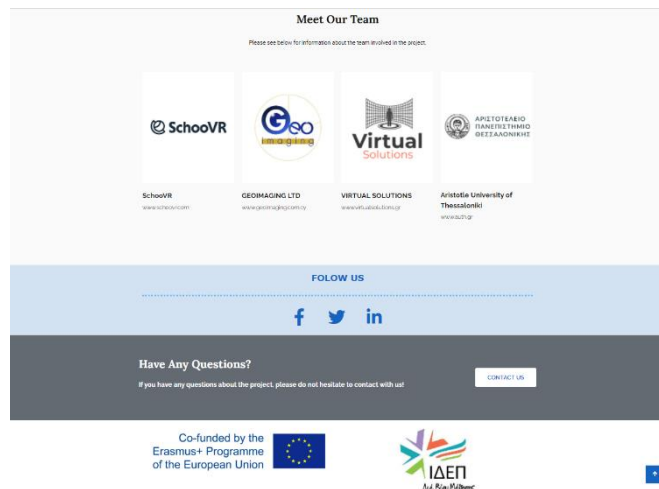 Meet Our Team
Please see below for information about the team involved in the project.
SchooVR
Geo
imaging
Virtual
Solutions
ΑΡΙΣΤΟΤΕΛΕΙΟ
ΠΑΝΕΠΙΣΤΗΜΙΟ
ΘΕΣΣΑΛΟΝΙΚΗΣ
SchooVR
www.schoovr.com
GEOIMAGING LTD
www.geoimaging.com.cy
VIRTUAL SOLUTIONS
www.virtualsolutions.gr
Aristotle University of
Thessaloniki
www.auth.gr
FOLOW US
Have Any Questions?
If you have any questions about the project, please do not hesitate to contact with us!
CONTACT US
Co-funded by the
Erasmus+ Programme
of the European Union
ΙΔΕΠ
Διά Βίου Μάθησης